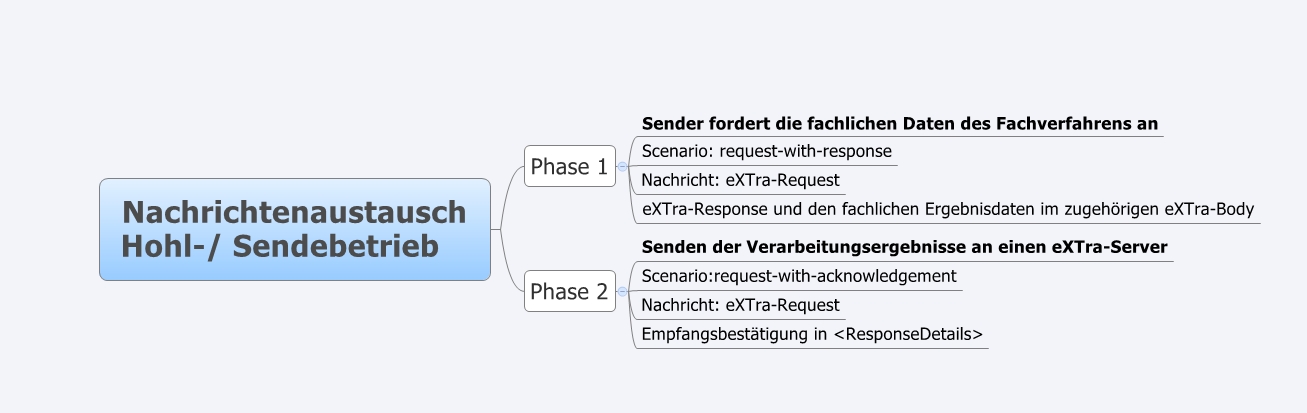 Nachrichtenaustausch
Hohl-/ Sendebetrieb
Phase 1
Sender fordert die fachlichen Daten des Fachverfahrens an
Scenario: request-with-response
Nachricht: eXTra-Request
eXTra-Response und den fachlichen Ergebnisdaten im zugehörigen eXTra-Body
Phase 2
Senden der Verarbeitungsergebnisse an einen eXTra-Server
Scenario:request-with-acknowledgement
Nachricht: eXTra-Request
Empfangsbestätigung in <ResponseDetails>